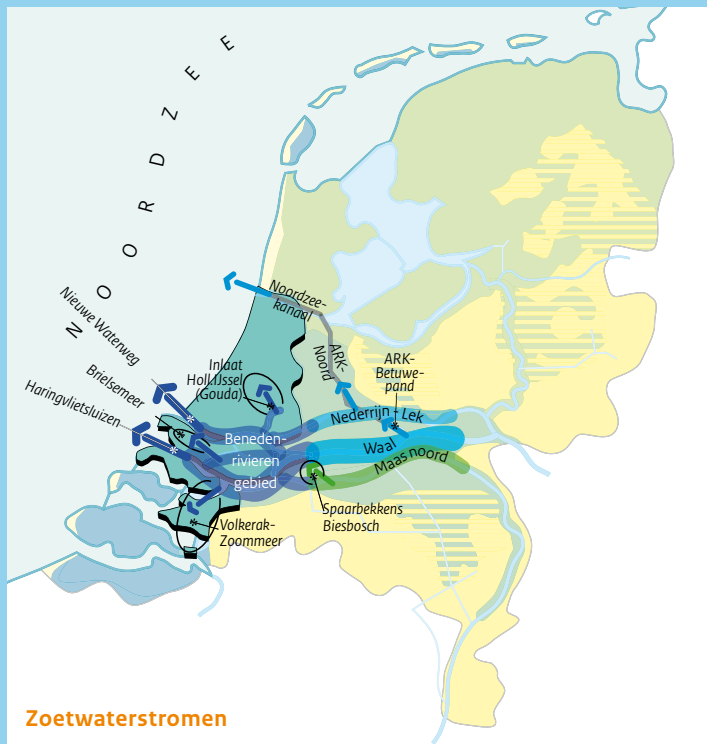 NOORDZEE
Nieuwe Waterweg
Brielsemeer
Haringvlietsluizen
Noordzee-
kanaal
ARK-
Noord
Inlaat
Holl.IJssel
(Gouda)
ARK-
Betuwe-
pand
Nederrijn - Lek
Waal
Maas noord
Beneden-
rivieren
gebied
Spaarbekkens
Biesbosch
Volkerak-
Zoommeer
Zoetwaterstromen